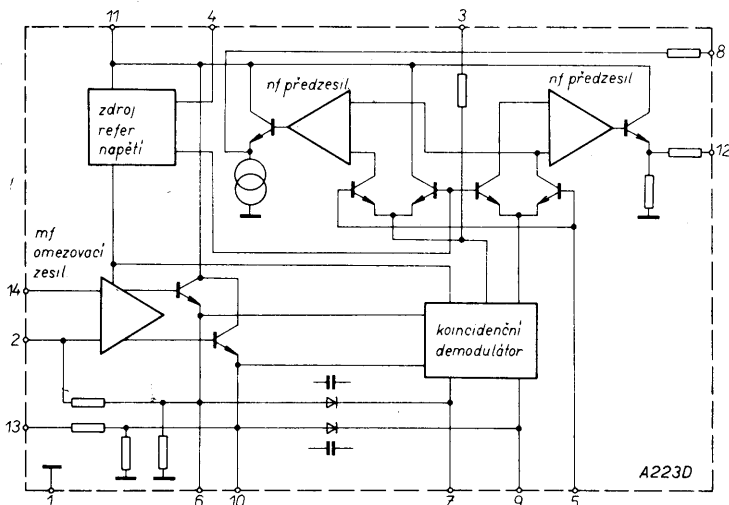 11
4
3
8
nf předzesil
nf předzesil
zdroj
refer
napětí
12
mf
omezovací
zesil
14
2
koincidenční
demodulátor
13
A223D
1
6
10
7
9
5